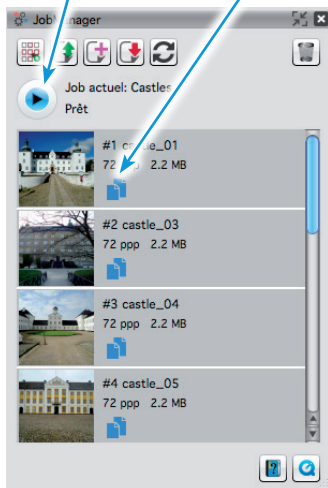 Job Manager
Job actuel: Castles
Prêt
#1 castle_01
72 ppp 2.2 MB
#2 castle_03
72 ppp 2.2 MB
#3 castle_04
72 ppp 2.2 MB
#4 castle_05
72 ppp 2.2 MB